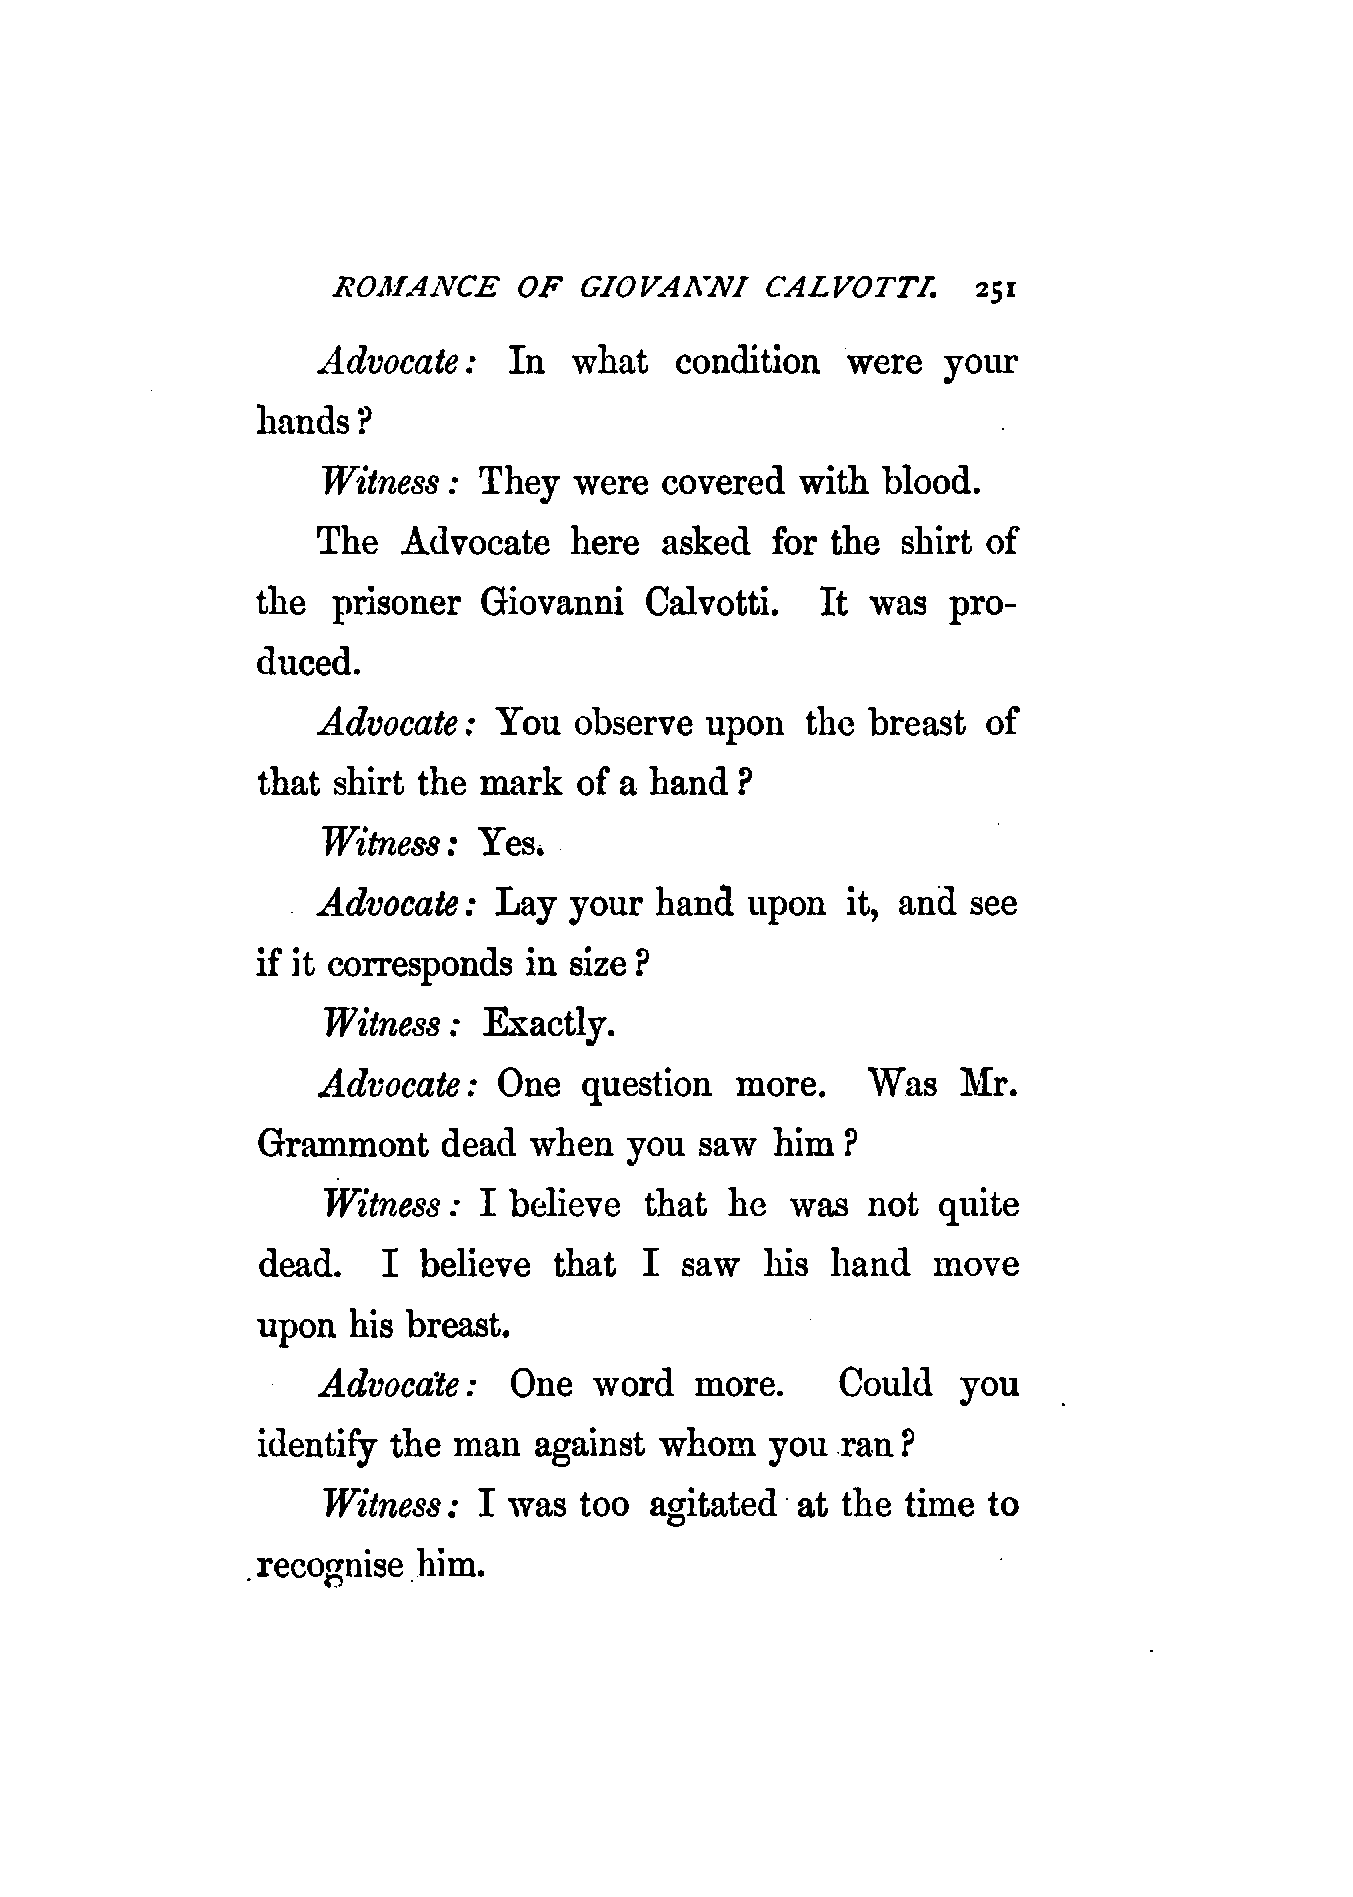 ROMANCE OF GIOVANNI CALVOTTI. 251
Advocate: In what condition were your
hands?
Witness: They were covered with blood.
The Advocate here asked for the shirt of
the prisoner Giovanni Calvotti. It was pro-
duced.
Advocate: You observe upon the breast of
that shirt the mark of a hand?
Witness: Yes.
Advocate: Lay your hand upon it, and see
if it corresponds in size?
Witness: Exactly.
Advocate: One question more. Was Mr.
Grammont dead when you saw him?
Witness: I believe that he was not quite
dead. I believe that I saw his hand move
upon his breast.
Advocate: One word more. Could you
identify the man against whom you ran?
Witness: I was too agitated at the time to
recognise him.